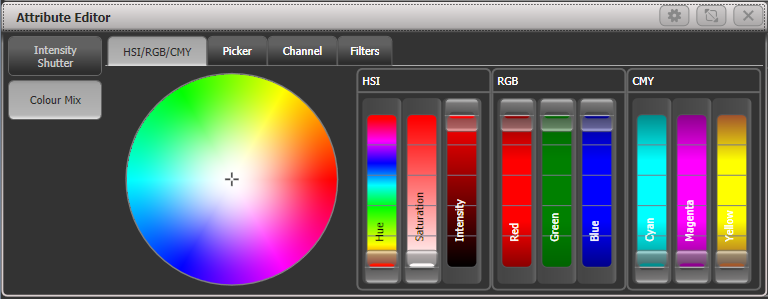 Attribute Editor
Intensity
Shutter
Colour Mix
HSI/RGB/CMY
Picker
Channel
Filters
HSI
RGB
CMY
Hue
Saturation
Intensity
Red
Green
Blue
Cyan
Magenta
Yellow